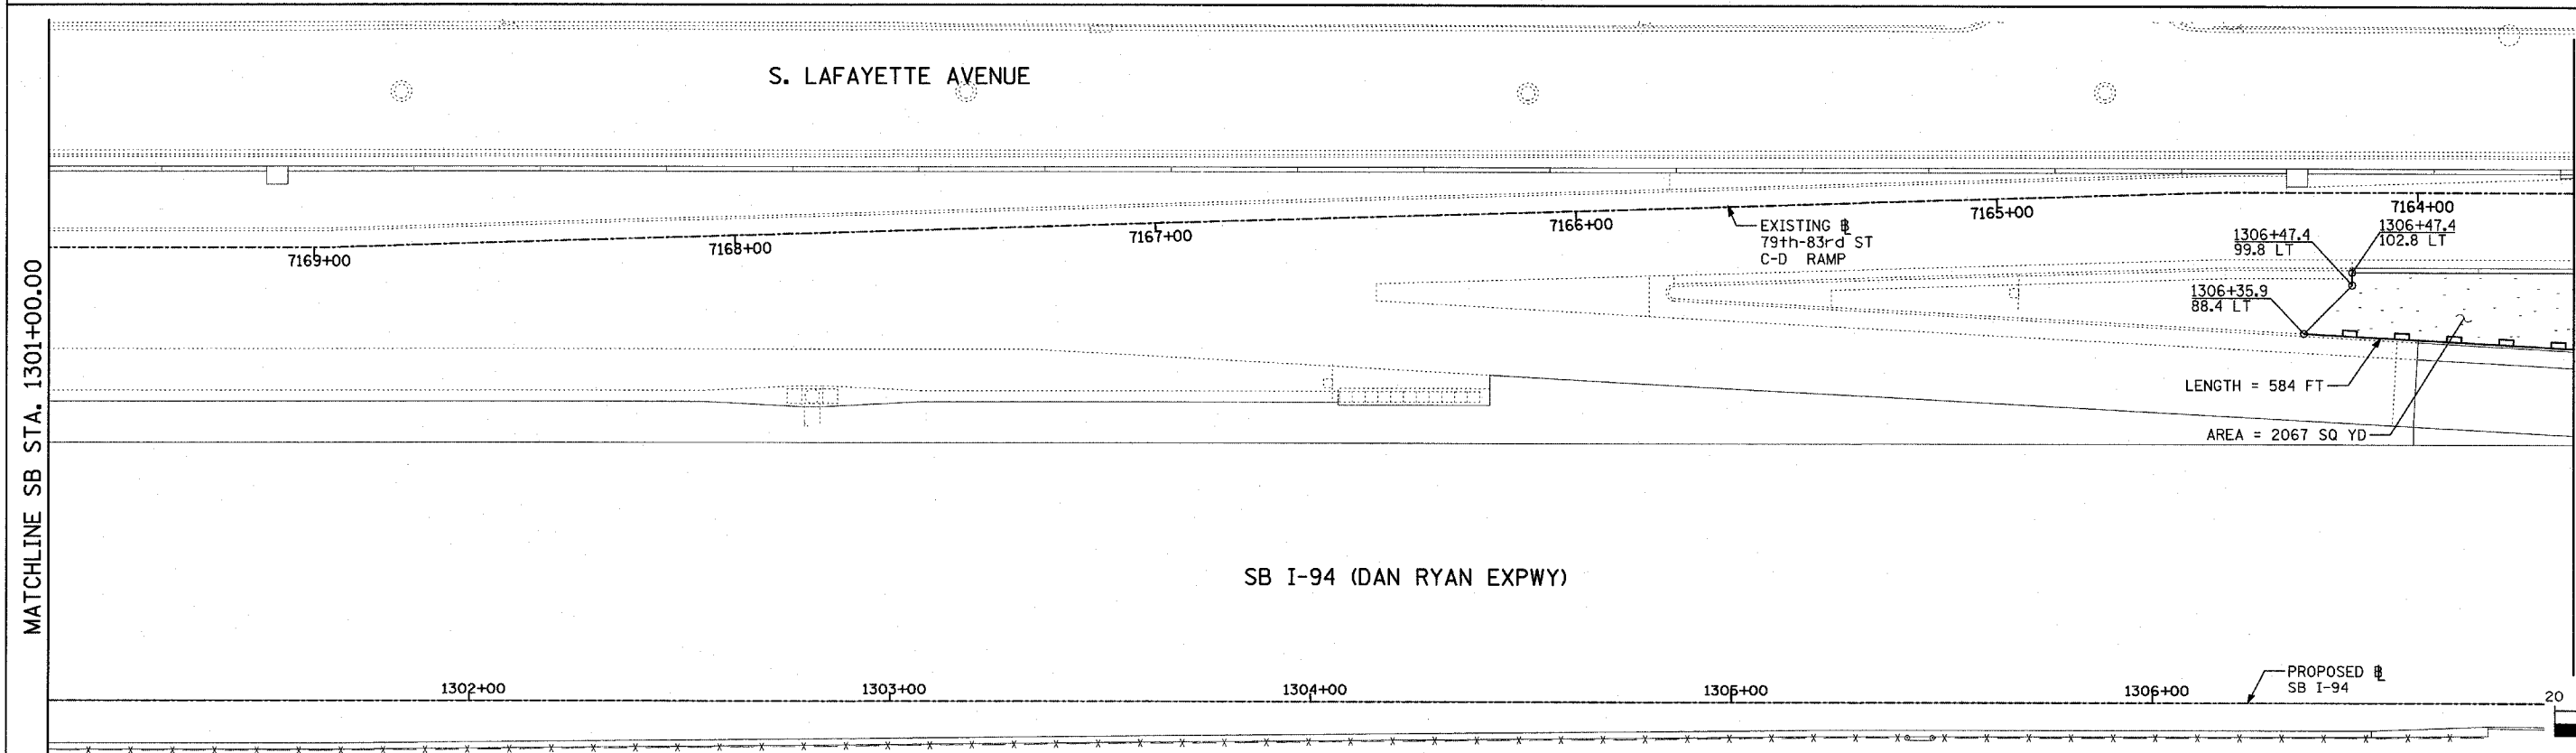 S. LAFAYETTE AVENUE
7169+00
7168+00
7167+00
7166+00
7165+00
7164+00
EXISTING B̲L̲
79th-83rd ST
C-D RAMP
1306+47.4
99.8 LT
1306+47.4
102.8 LT
1306+35.9
88.4 LT
LENGTH = 584 FT
AREA = 2067 SQ YD
MATCHLINE SB STA. 1301+00.00
SB I-94 (DAN RYAN EXPWY)
1302+00
1303+00
1304+00
1305+00
1306+00
PROPOSED B̲L̲
SB I-94
20